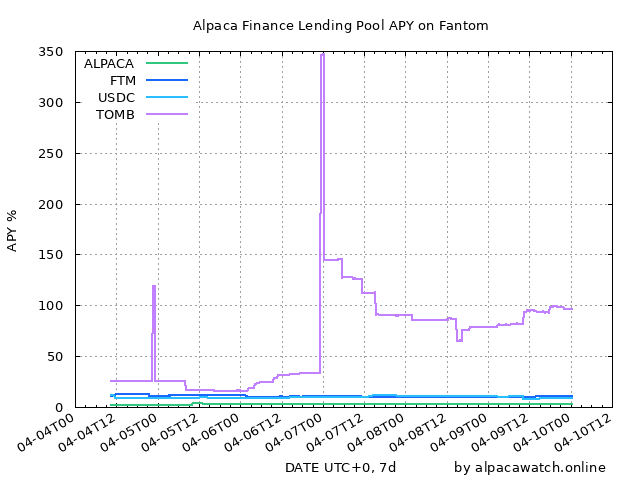 Alpaca Finance Lending Pool APY on Fantom
350
300
250
200
150
100
50
0
APY %
ALPACA
FTM
USDC
TOMB
04-04T00
04-04T12
04-05T00
04-05T12
04-06T00
04-06T12
04-07T00
04-07T12
04-08T00
04-08T12
04-09T00
04-09T12
04-10T00
04-10T12
DATE UTC+0, 7d
by alpacawatch.online